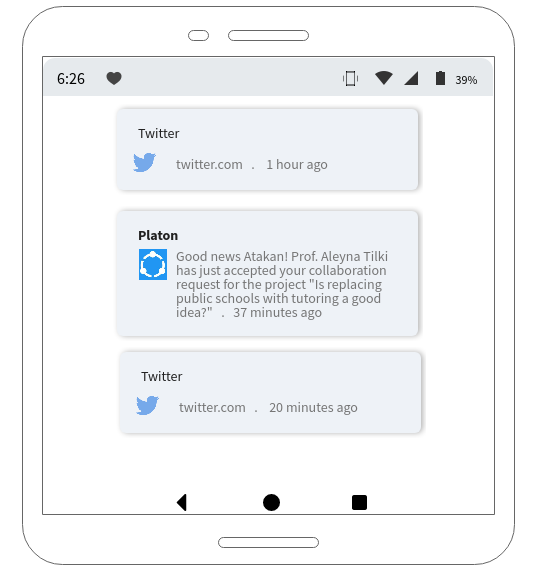 6:26
39%
Twitter
twitter.com . 1 hour ago
Platon
Good news Atakan! Prof. Aleyna Tilki
has just accepted your collaboration
request for the project "Is replacing
public schools with tutoring a good
idea?" . 37 minutes ago
Twitter
twitter.com . 20 minutes ago